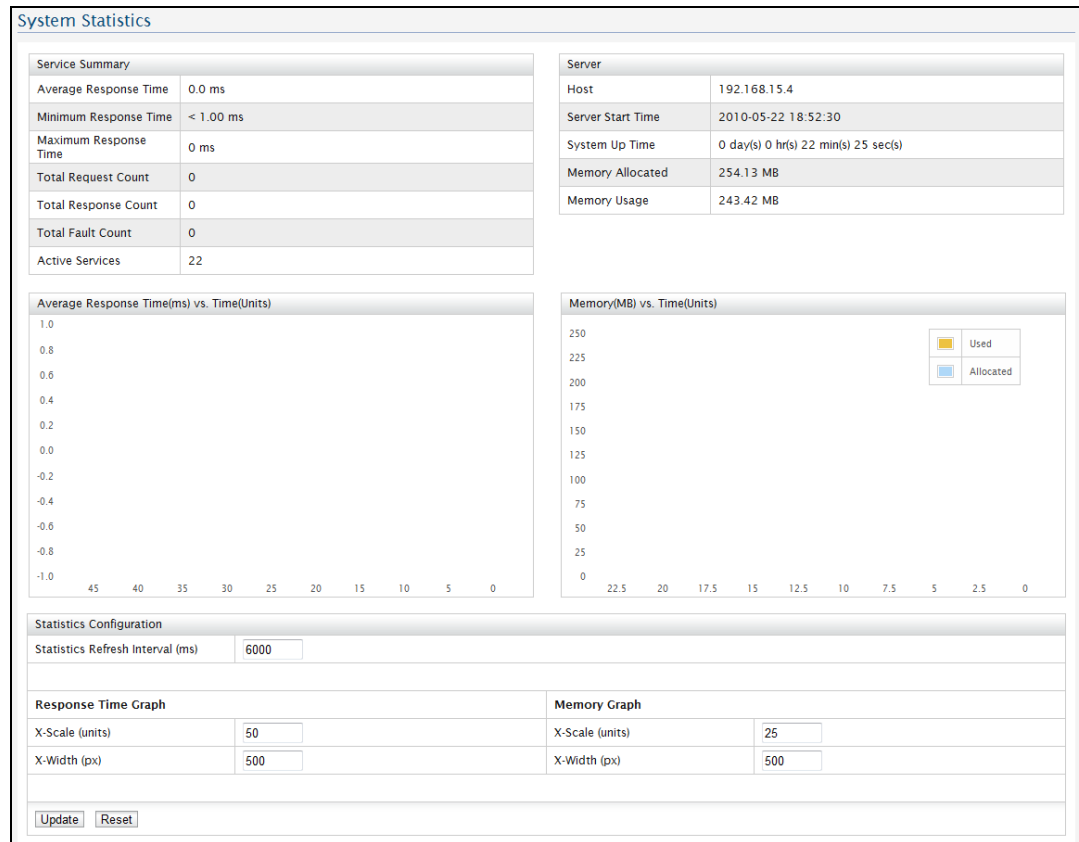 System Statistics
Service Summary
Average Response Time 0.0 ms
Minimum Response Time < 1.00 ms
Maximum Response
Time 0 ms
Total Request Count 0
Total Response Count 0
Total Fault Count 0
Active Services 22
Server
Host 192.168.15.4
Server Start Time 2010-05-22 18:52:30
System Up Time 0 day(s) 0 hr(s) 22 min(s) 25 sec(s)
Memory Allocated 254.13 MB
Memory Usage 243.42 MB
Average Response Time(ms) vs. Time(Units)
1.0
0.8
0.6
0.4
0.2
0.0
-0.2
-0.4
-0.6
-0.8
-1.0
45 40 35 30 25 20 15 10 5 0
Memory(MB) vs. Time(Units)
250
225
200
175
150
125
100
75
50
25
0
22.5 20 17.5 15 12.5 10 7.5 5 2.5 0
Used
Allocated
Statistics Configuration
Statistics Refresh Interval (ms) 6000
Response Time Graph Memory Graph
X-Scale (units) 50 X-Scale (units) 25
X-Width (px) 500 X-Width (px) 500
Update Reset